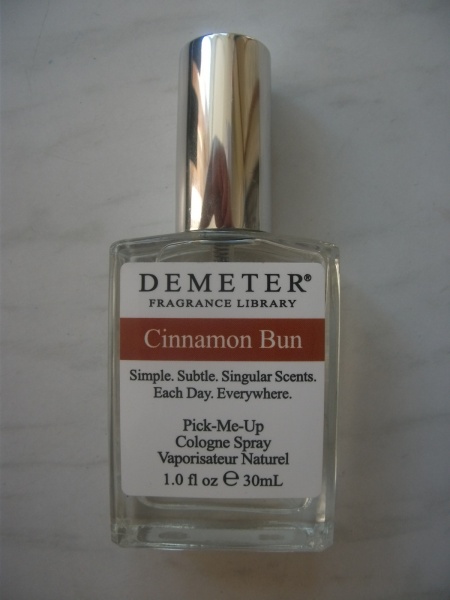 DEMETER®
FRAGRANCE LIBRARY
Cinnamon Bun
Simple. Subtle. Singular Scents.
Each Day. Everywhere.
Pick-Me-Up
Cologne Spray
Vaporisateur Naturel
1.0 fl oz ℮ 30mL